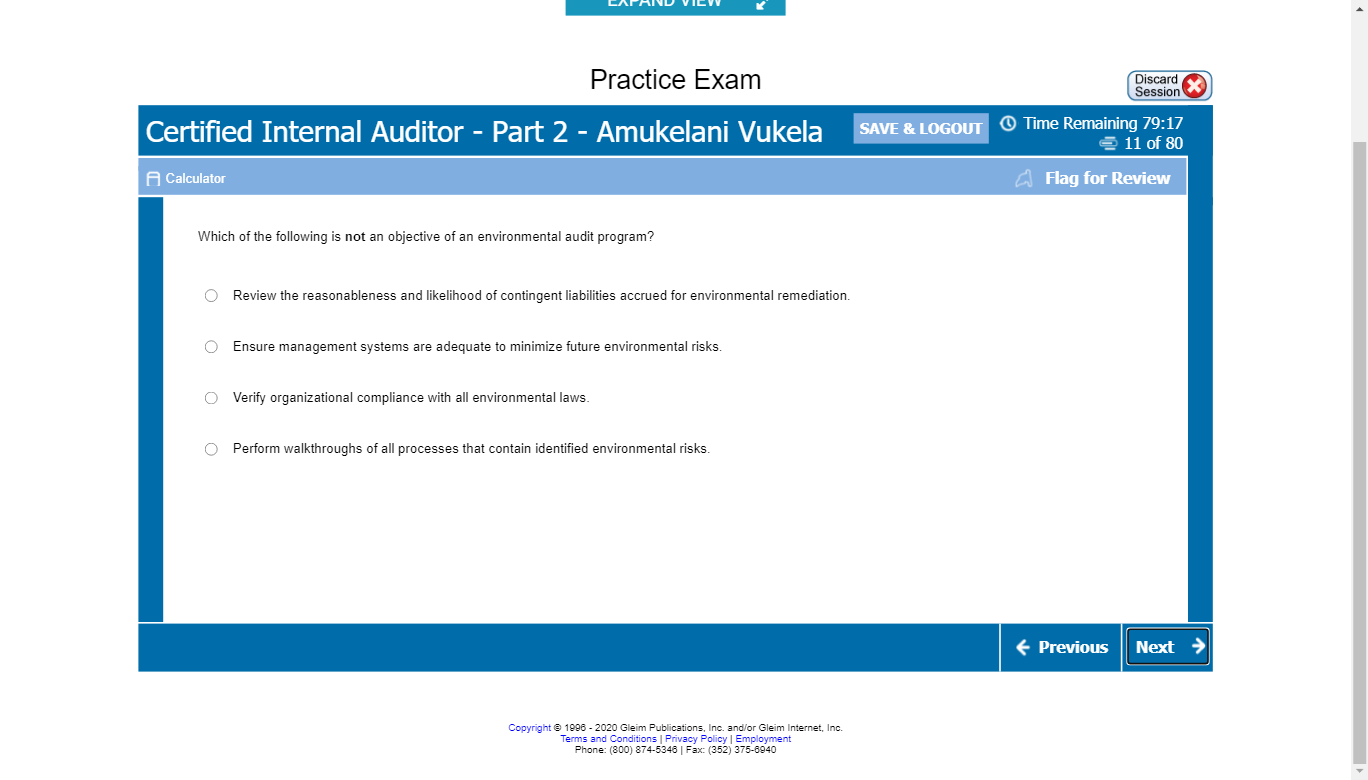 EXPAND VIEW
Practice Exam
Discard
Session
Certified Internal Auditor - Part 2 - Amukelani Vukela
SAVE & LOGOUT
Time Remaining 79:17
11 of 80
Calculator
Flag for Review
Which of the following is not an objective of an environmental audit program?
Review the reasonableness and likelihood of contingent liabilities accrued for environmental remediation.
Ensure management systems are adequate to minimize future environmental risks.
Verify organizational compliance with all environmental laws.
Perform walkthroughs of all processes that contain identified environmental risks.
Previous
Next
Copyright © 1996 - 2020 Gleim Publications, Inc. and/or Gleim Internet, Inc.
Terms and Conditions | Privacy Policy | Employment
Phone: (800) 874-5346 | Fax: (352) 375-6940